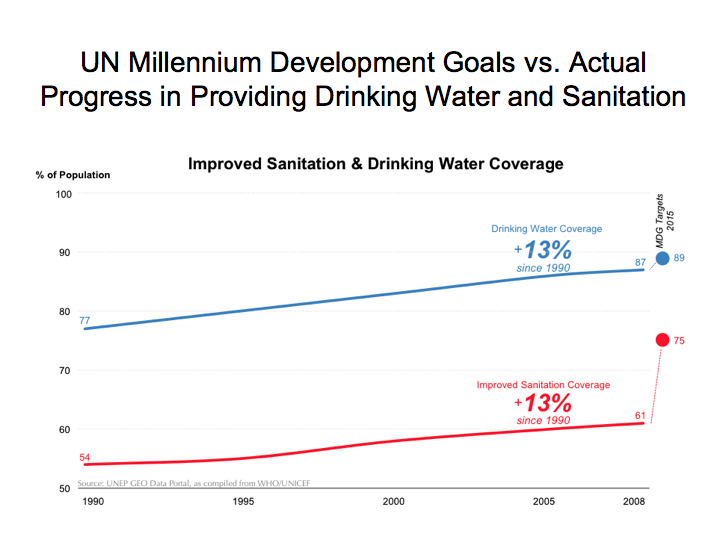 UN Millennium Development Goals vs. Actual
Progress in Providing Drinking Water and Sanitation
Improved Sanitation & Drinking Water Coverage
% of Population
100
90
80
70
60
50
Drinking Water Coverage
+13%
since 1990
77
87
89
MDG Targets
2015
75
Improved Sanitation Coverage
+13%
since 1990
54
61
Source: UNEP GEO Data Portal, as compiled from WHO/UNICEF
1990
1995
2000
2005
2008